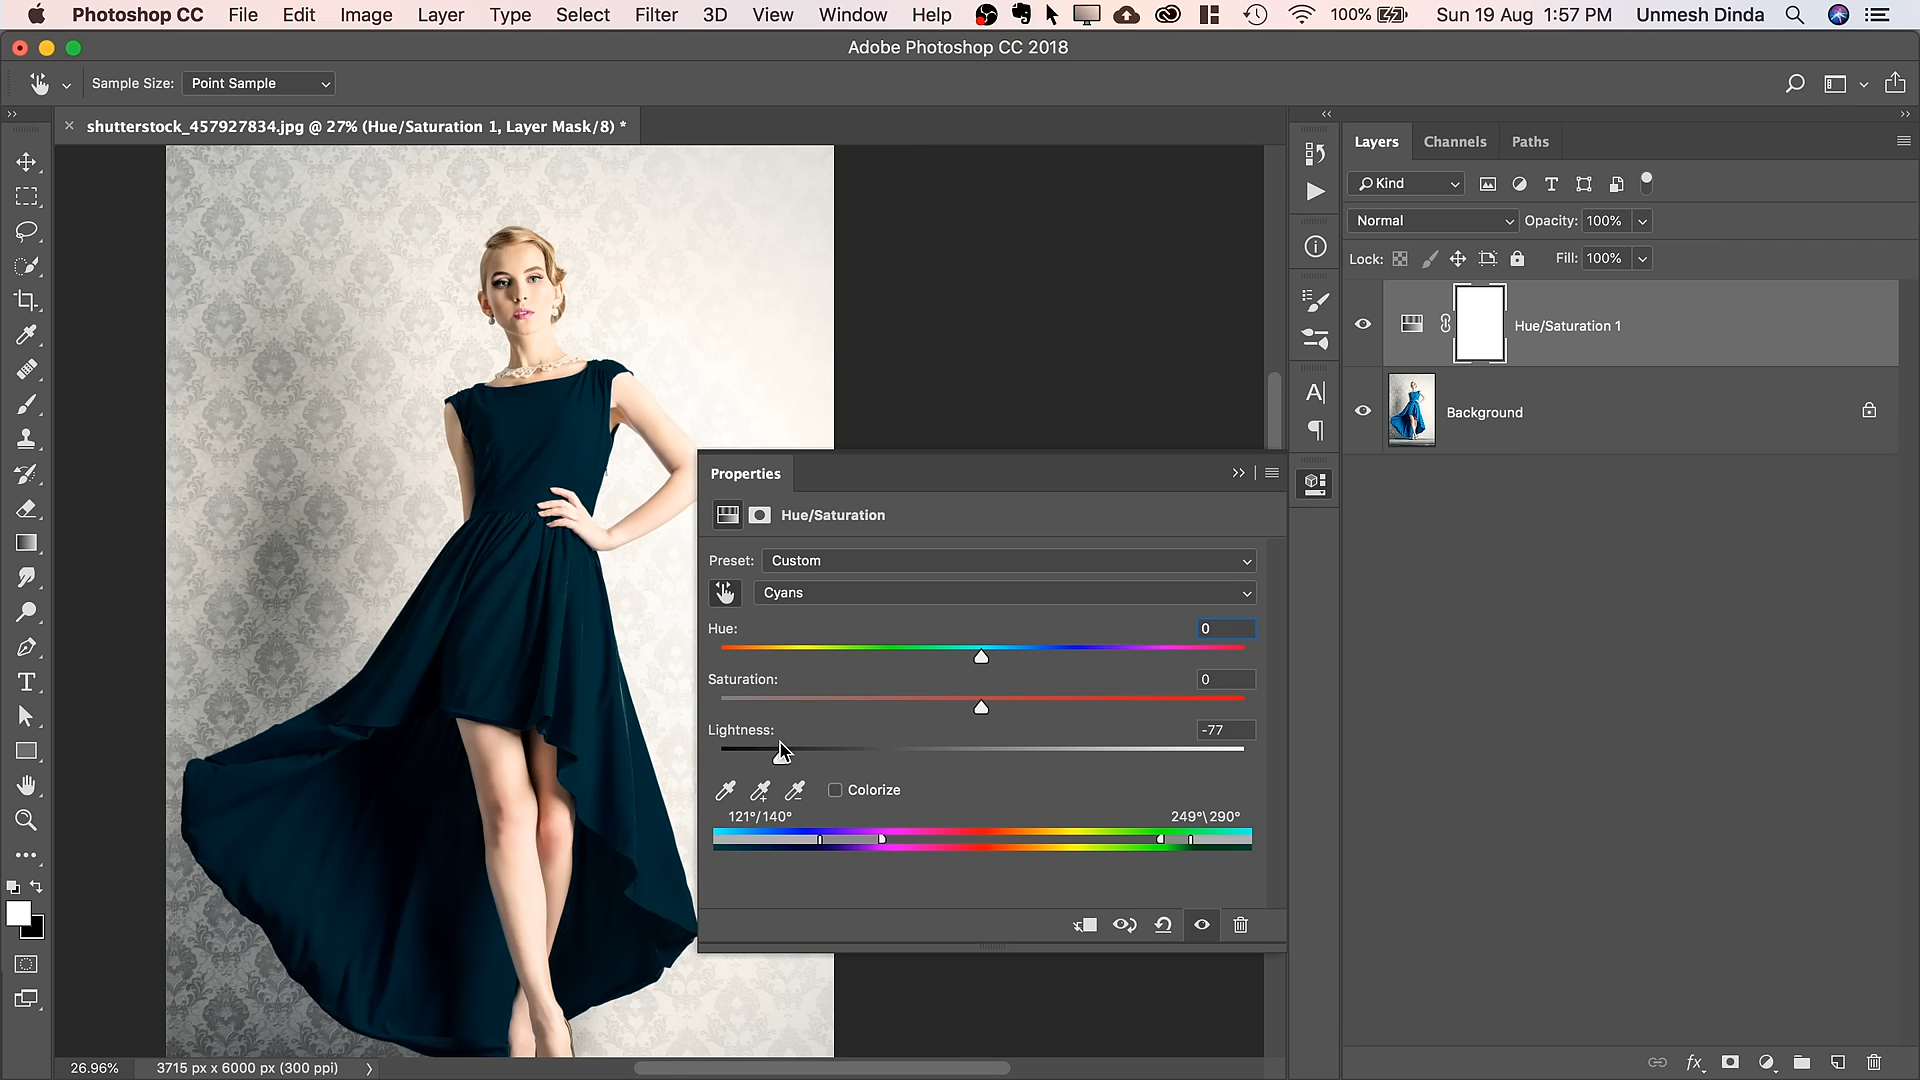 Photoshop CC File Edit Image Layer Type Select Filter 3D View Window Help 100% Sun 19 Aug 1:57 PM Unmesh Dinda
Adobe Photoshop CC 2018
Sample Size: Point Sample
shutterstock_457927834.jpg @ 27% (Hue/Saturation 1, Layer Mask/8) *
Layers Channels Paths
Kind
Normal Opacity: 100%
Lock: Fill: 100%
Hue/Saturation 1
Background
Properties
Hue/Saturation
Preset: Custom
Cyans
Hue: 0
Saturation: 0
Lightness: -77
Colorize
121°/140° 249°\290°
26.96% 3715 px x 6000 px (300 ppi)